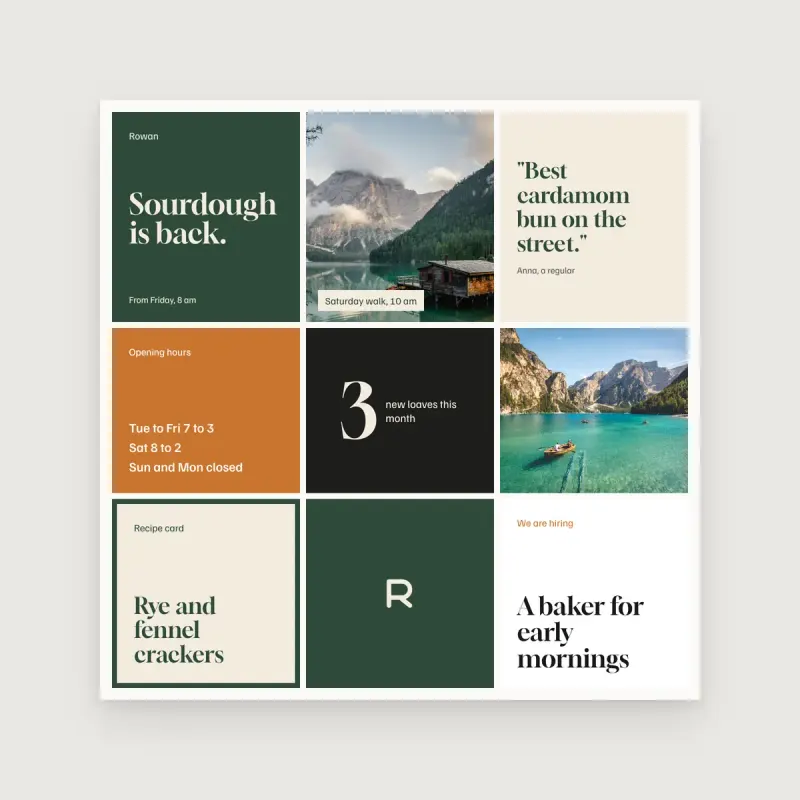 Rowan
Sourdough
is back.
From Friday, 8 am
Saturday walk, 10 am
"Best
cardamom
bun on the
street."
Anna, a regular
Opening hours
Tue to Fri 7 to 3
Sat 8 to 2
Sun and Mon closed
3
new loaves this
month
Recipe card
Rye and
fennel
crackers
R
We are hiring
A baker for
early
mornings